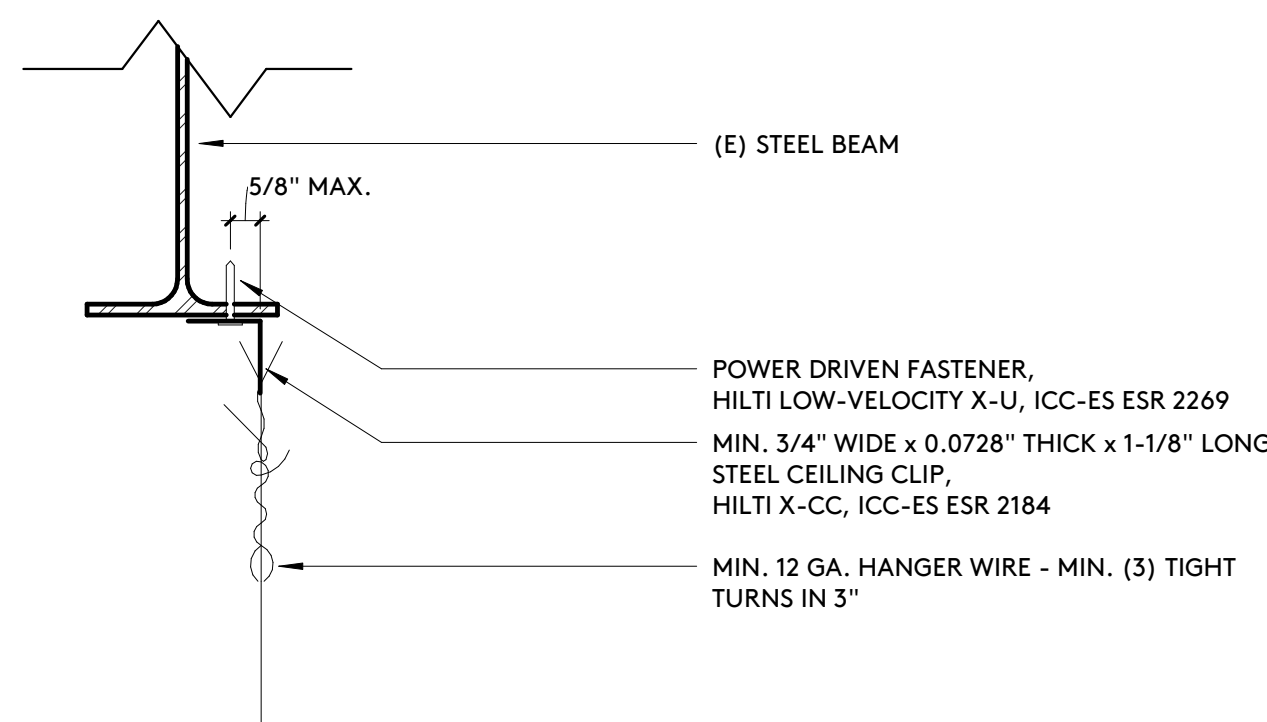 (E) STEEL BEAM
5/8" MAX.
POWER DRIVEN FASTENER,
HILTI LOW-VELOCITY X-U, ICC-ES ESR 2269
MIN. 3/4" WIDE x 0.0728" THICK x 1-1/8" LONG
STEEL CEILING CLIP,
HILTI X-CC, ICC-ES ESR 2184
MIN. 12 GA. HANGER WIRE - MIN. (3) TIGHT
TURNS IN 3"